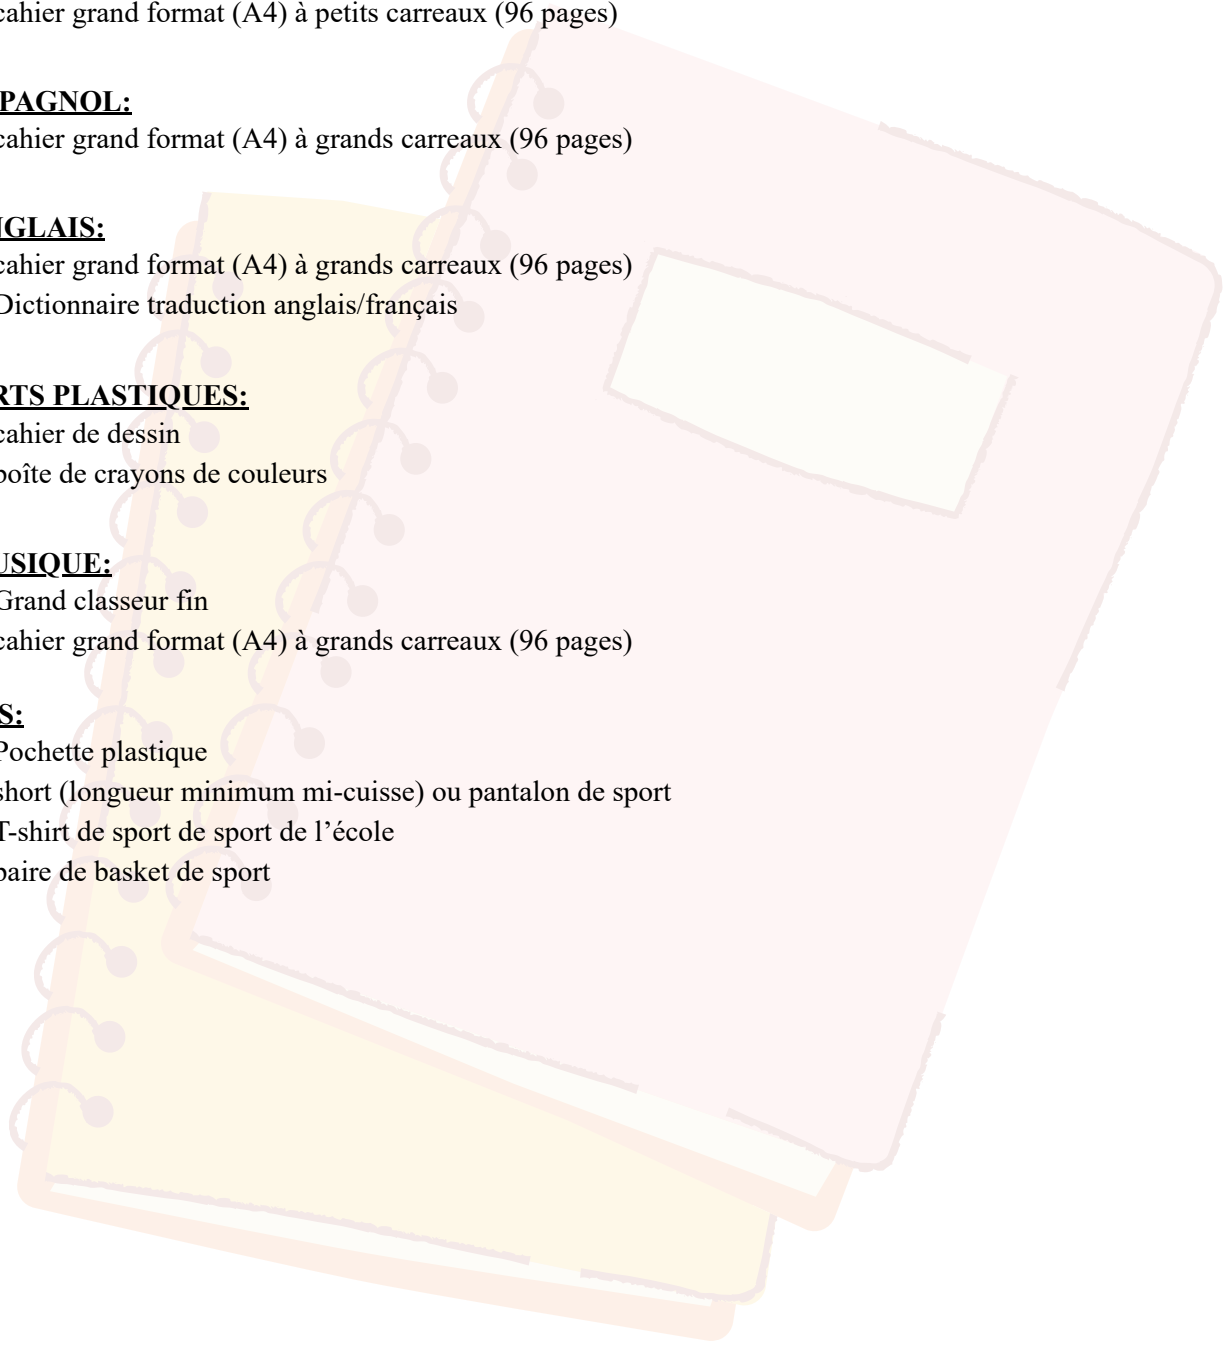 cahier grand format (A4) à petits carreaux (96 pages)
PAGNOL:
cahier grand format (A4) à grands carreaux (96 pages)
NGLAIS:
cahier grand format (A4) à grands carreaux (96 pages)
Dictionnaire traduction anglais/français
RTS PLASTIQUES:
cahier de dessin
boîte de crayons de couleurs
USIQUE:
Grand classeur fin
cahier grand format (A4) à grands carreaux (96 pages)
S:
Pochette plastique
short (longueur minimum mi-cuisse) ou pantalon de sport
T-shirt de sport de sport de l’école
paire de basket de sport